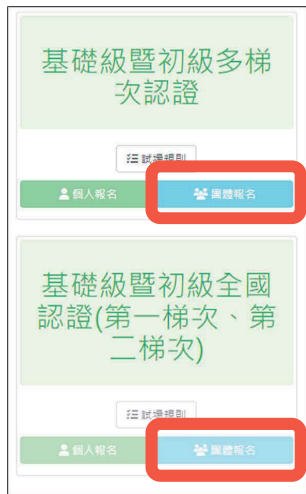 基礎級暨初級多梯
次認證
試場規則
個人報名 團體報名
基礎級暨初級全國
認證(第一梯次、第
二梯次)
試場規則
個人報名 團體報名